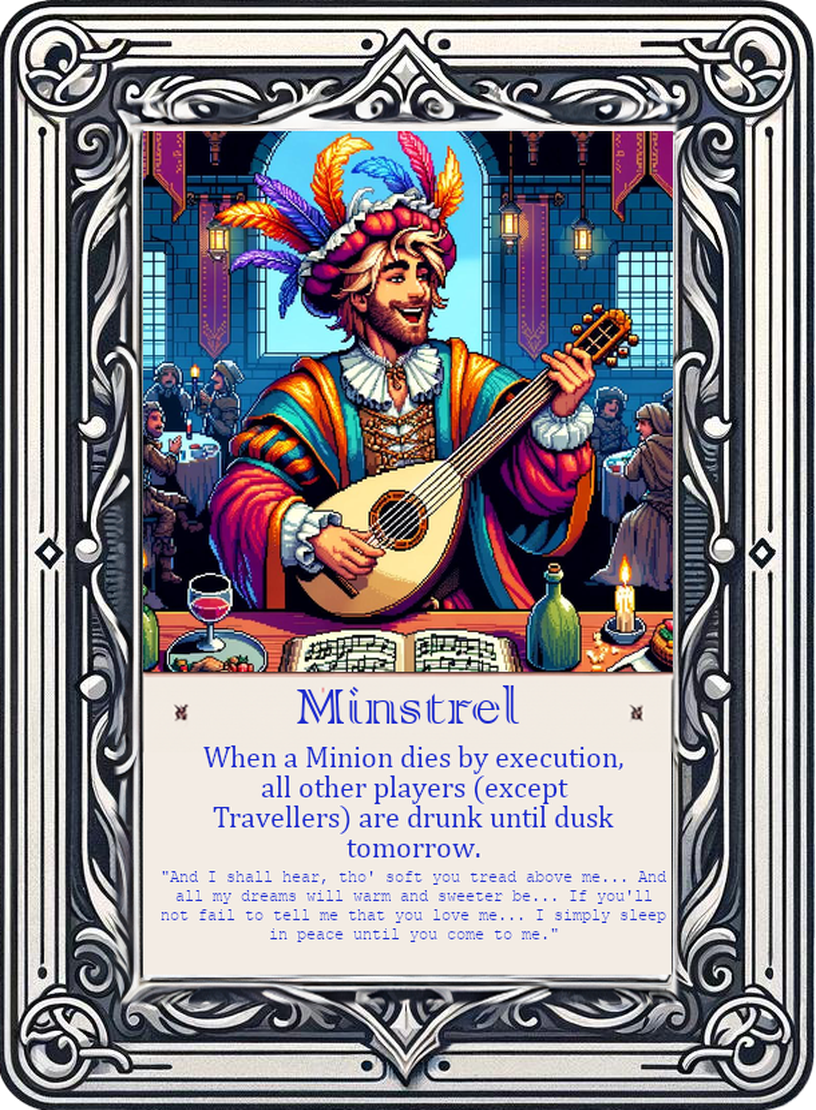 Minstrel
When a Minion dies by execution,
all other players (except
Travellers) are drunk until dusk
tomorrow.
"And I shall hear, tho' soft you tread above me... And
all my dreams will warm and sweeter be... If you'll
not fail to tell me that you love me... I simply sleep
in peace until you come to me."